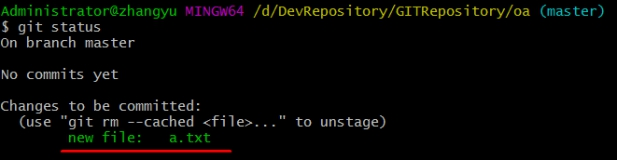 Administrator@zhangyu MINGW64 /d/DevRepository/GITRepository/oa (master)
$ git status
On branch master
No commits yet
Changes to be committed:
(use "git rm --cached <file>..." to unstage)
new file: a.txt